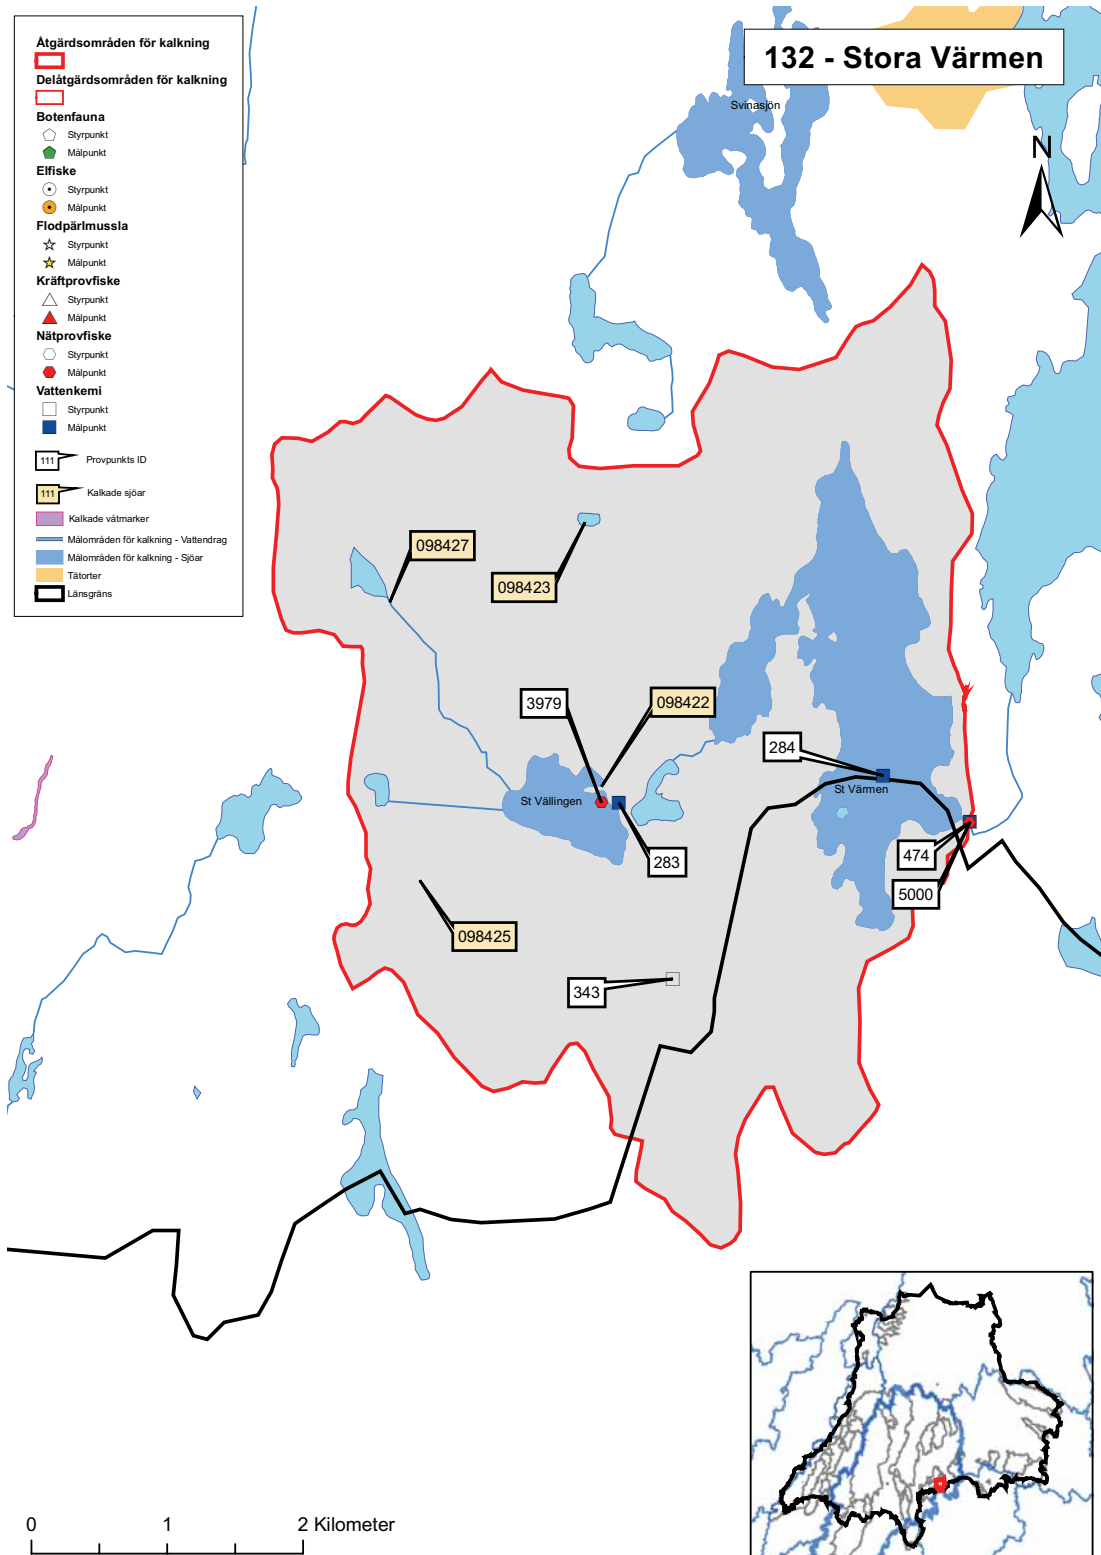 132 - Stora Värmen
Åtgärdsområden för kalkning
Delåtgärdsområden för kalkning
Botenfauna
Styrpunkt
Målpunkt
Elfiske
Styrpunkt
Målpunkt
Flodpärlmussla
Styrpunkt
Målpunkt
Kräftprovfiske
Styrpunkt
Målpunkt
Nätprovfiske
Styrpunkt
Målpunkt
Vattenkemi
Styrpunkt
Målpunkt
111 Provpunkts ID
111 Kalkade sjöar
Kalkade våtmarker
Målområden för kalkning - Vattendrag
Målområden för kalkning - Sjöar
Tätorter
Länsgräns
Svinasjön
N
098427
098423
3979
098422
284
St Vällingen
St Värmen
283
474
5000
098425
343
0 1 2 Kilometer